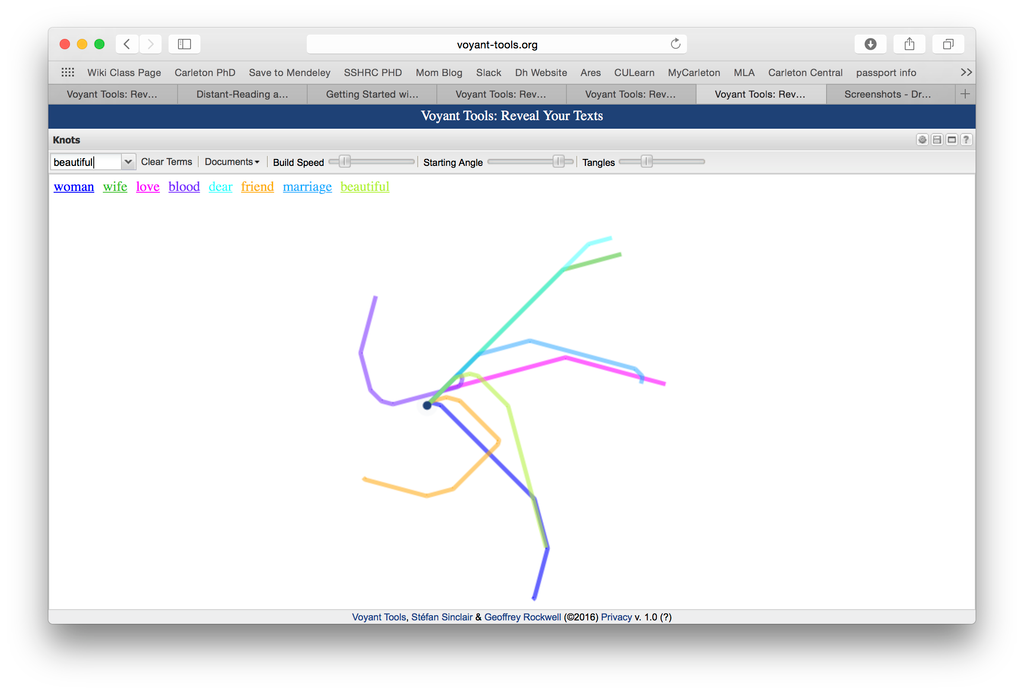 voyant-tools.org
Wiki Class Page Carleton PhD Save to Mendeley SSHRC PHD Mom Blog Slack Dh Website Ares CULearn MyCarleton MLA Carleton Central passport info >>
Voyant Tools: Rev... Distant-Reading a... Getting Started wi... Voyant Tools: Rev... Voyant Tools: Rev... Voyant Tools: Rev... Screenshots - Dr... +
Voyant Tools: Reveal Your Texts
Knots ?
beautiful Clear Terms Documents Build Speed Starting Angle Tangles
woman wife love blood dear friend marriage beautiful
Voyant Tools, Stéfan Sinclair & Geoffrey Rockwell (©2016) Privacy v. 1.0 (?)